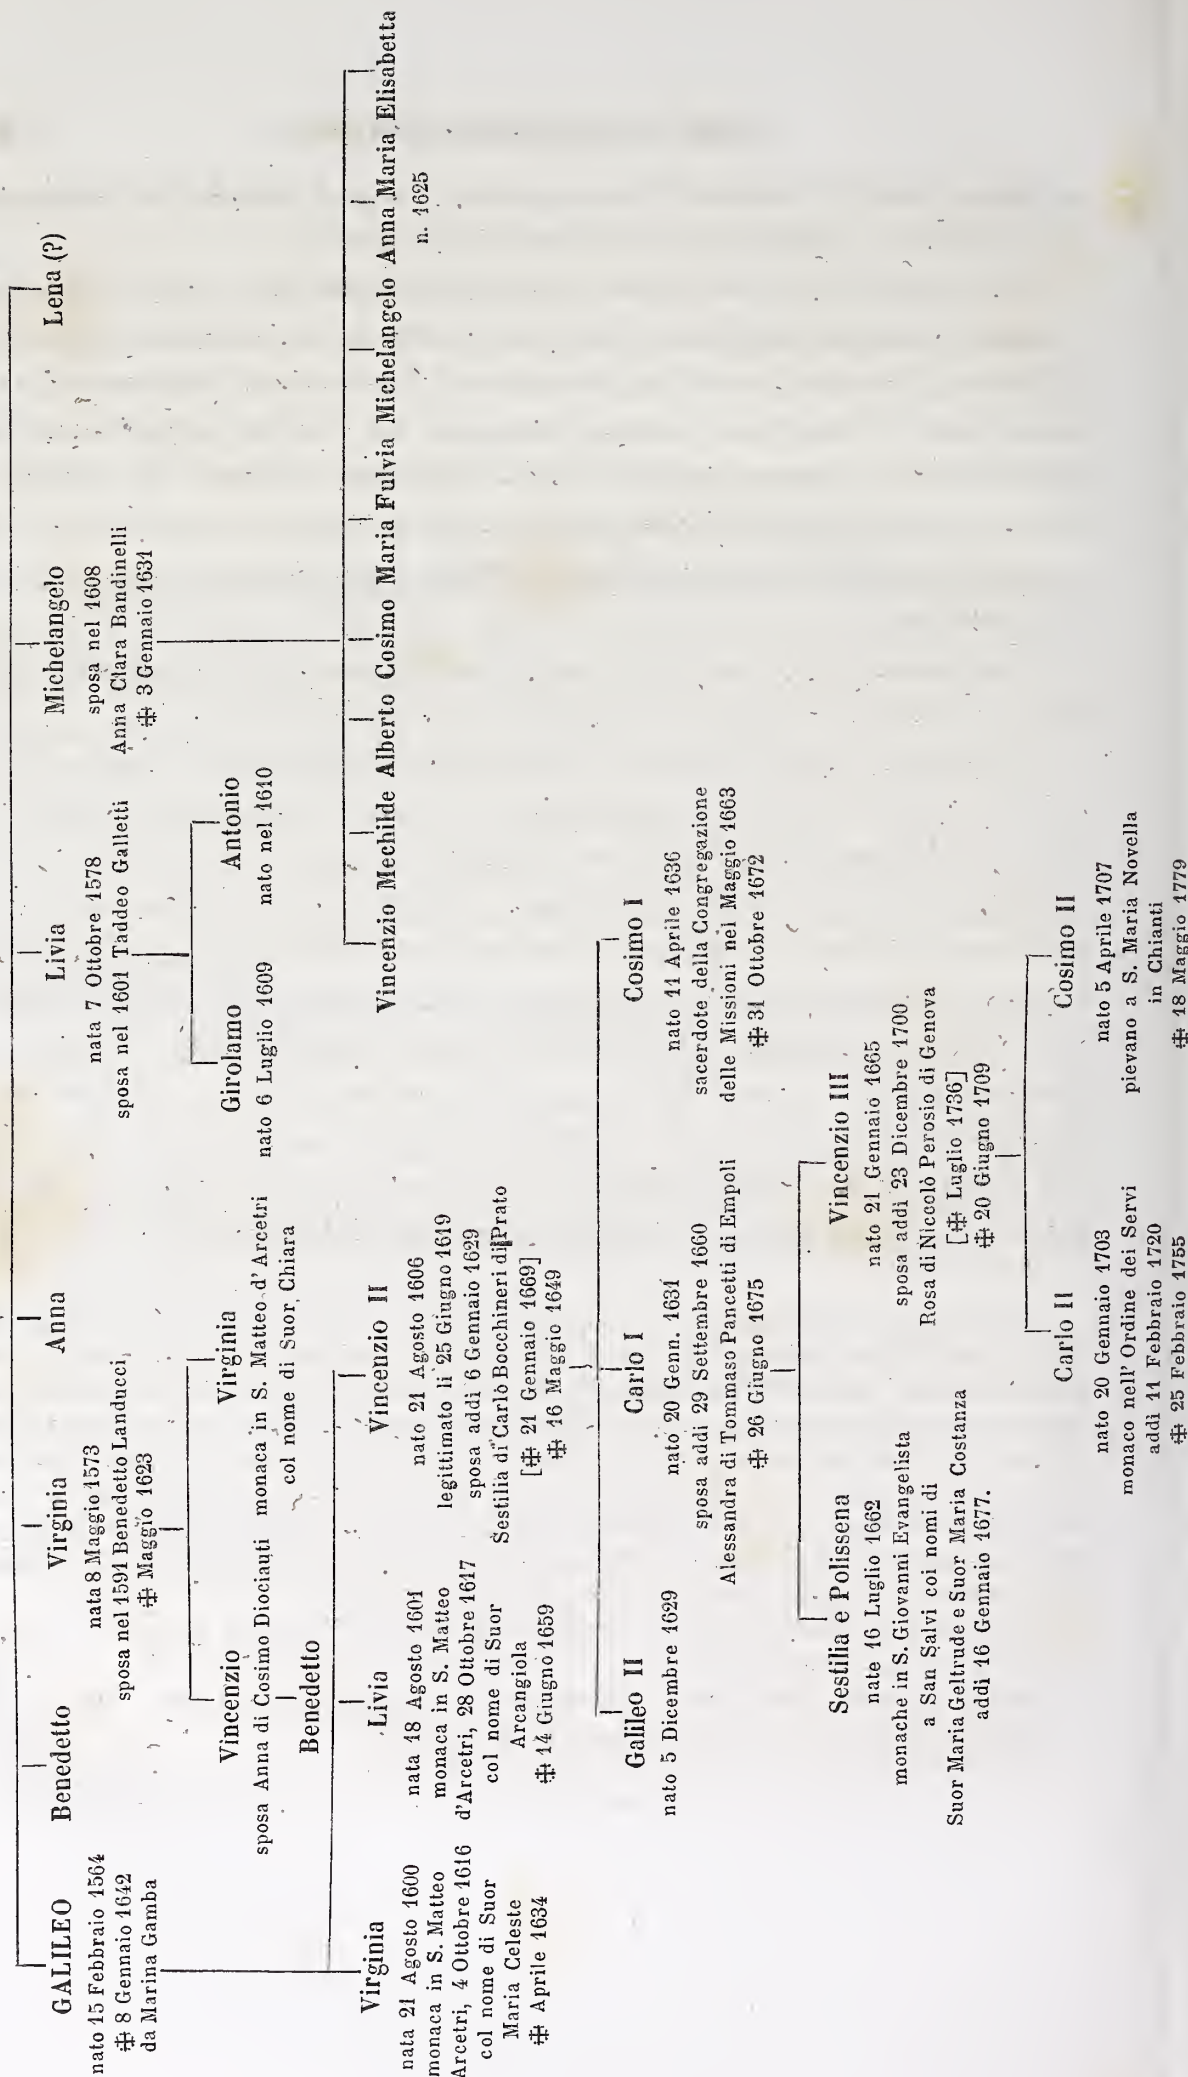 GALILEO
nato 15 Febbraio 1564
⁜ 8 Gennaio 1642
da Marina Gamba
Benedetto
Virginia
nata 8 Maggio 1573
sposa nel 1591 Benedetto Landucci
⁜ Maggio 1623
Anna
Livia
nata 7 Ottobre 1578
sposa nel 1601 Taddeo Galletti
Michelangelo
sposa nel 1608
Anna Clara Bandinelli
⁜ 3 Gennaio 1631
Lena (?)
Vincenzio
sposa Anna di Cosimo Diociauti
Benedetto
Virginia
monaca in S. Matteo d'Arcetri
col nome di Suor Chiara
Girolamo
nato 6 Luglio 1609
Antonio
nato nel 1610
Vincenzio Mechilde Alberto Cosimo Maria Fulvia Michelangelo Anna Maria Elisabetta
n. 1625
Virginia
nata 21 Agosto 1600
monaca in S. Matteo
Arcetri, 4 Ottobre 1616
col nome di Suor
Maria Celeste
⁜ Aprile 1634
Livia
nata 18 Agosto 1601
monaca in S. Matteo
d'Arcetri, 28 Ottobre 1617
col nome di Suor
Arcangiola
⁜ 14 Giugno 1659
Vincenzio II
nato 21 Agosto 1606
legittimato li 25 Giugno 1619
sposa addi 6 Gennaio 1629
Sestilia di Carlo Bocchineri di Prato
[⁜ 21 Gennaio 1669]
⁜ 16 Maggio 1649
Galileo II
nato 5 Dicembre 1629
Carlo I
nato 20 Genn. 1631
sposa addi 29 Settembre 1660
Alessandra di Tommaso Pancetti di Empoli
⁜ 26 Giugno 1675
Cosimo I
nato 11 Aprile 1636
sacerdote della Congregazione
delle Missioni nel Maggio 1663
⁜ 31 Ottobre 1672
Sestilia e Polissena
nate 16 Luglio 1662
monache in S. Giovanni Evangelista
a San Salvi coi nomi di
Suor Maria Geltrude e Suor Maria Costanza
addi 16 Gennaio 1677.
Vincenzio III
nato 21 Gennaio 1665
sposa addi 23 Dicembre 1700
Rosa di Niccolò Perosio di Genova
[⁜ Luglio 1736]
⁜ 20 Giugno 1709
Carlo II
nato 20 Gennaio 1703
monaco nell'Ordine dei Servi
addi 11 Febbraio 1720
⁜ 25 Febbraio 1755
Cosimo II
nato 5 Aprile 1707
pievano a S. Maria Novella
in Chianti
⁜ 18 Maggio 1779